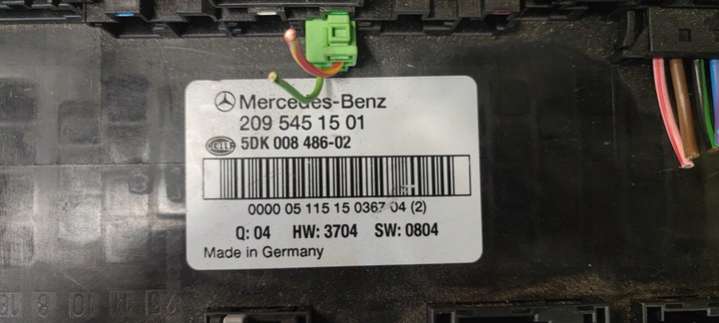 Mercedes-Benz
209 545 15 01
HELLA 5DK 008 486-02
0000 05 115 15 0367 04 (2)
Q: 04 HW: 3704 SW: 0804
Made in Germany